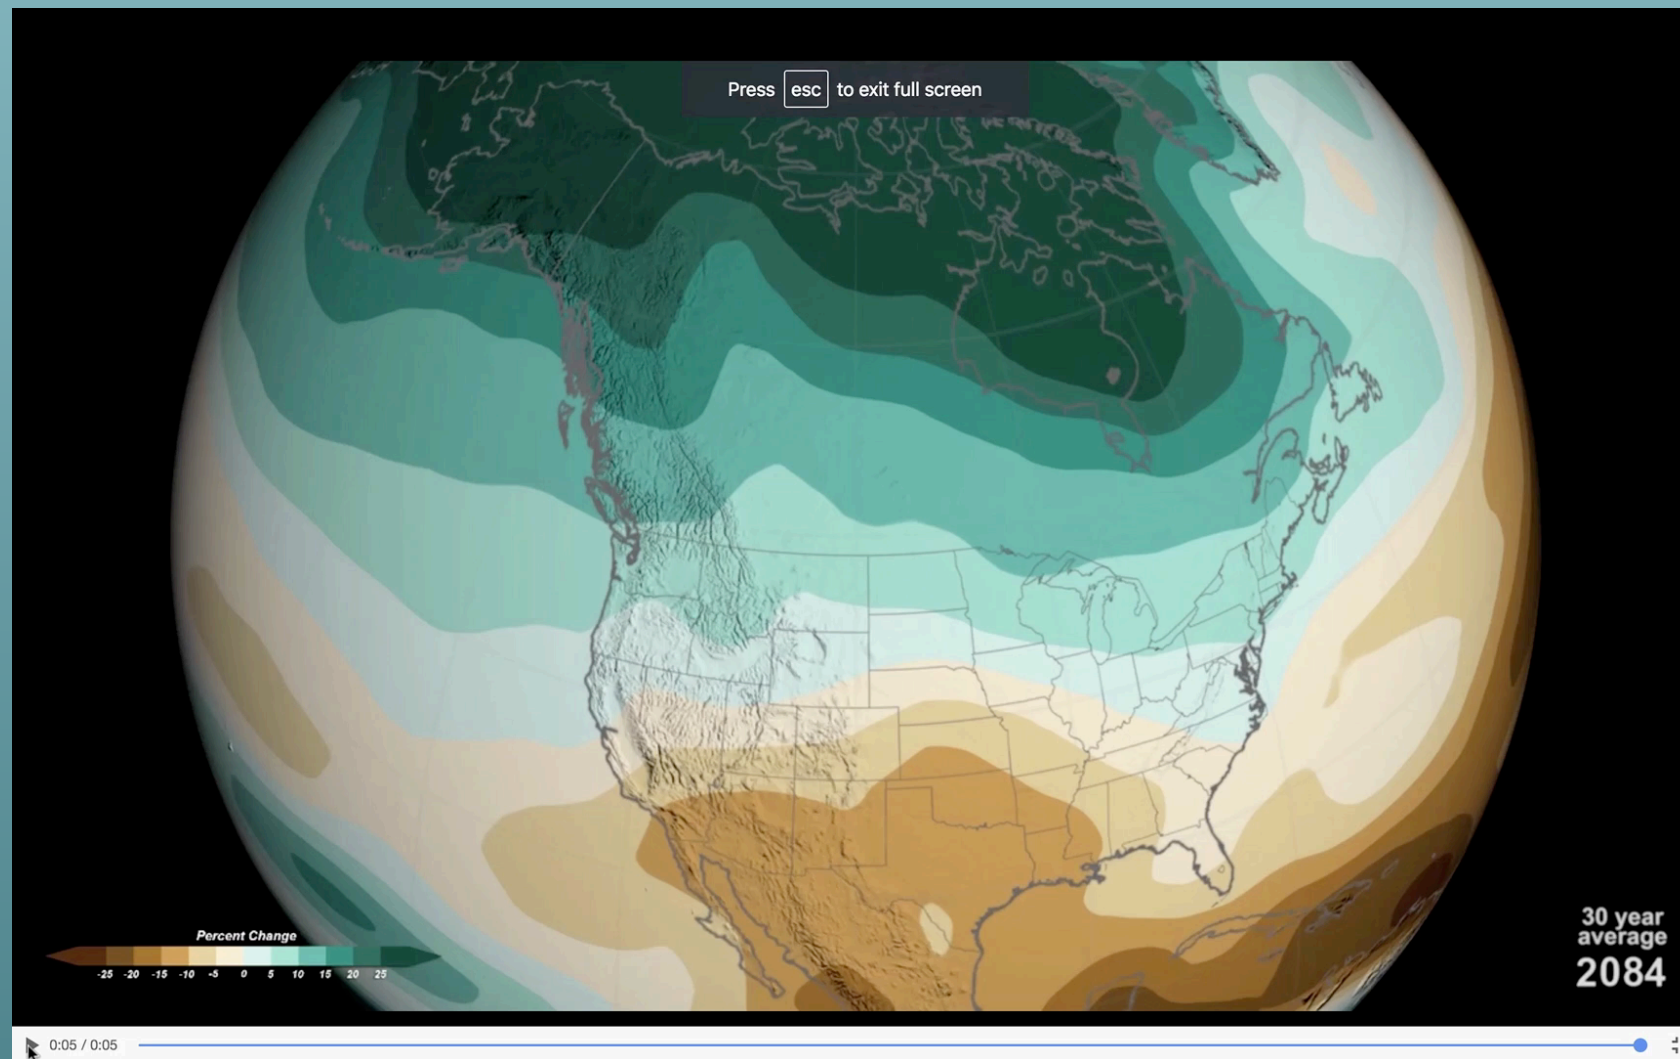 Press esc to exit full screen
Percent Change
-25 -20 -15 -10 -5 0 5 10 15 20 25
30 year
average
2084
0:05 / 0:05